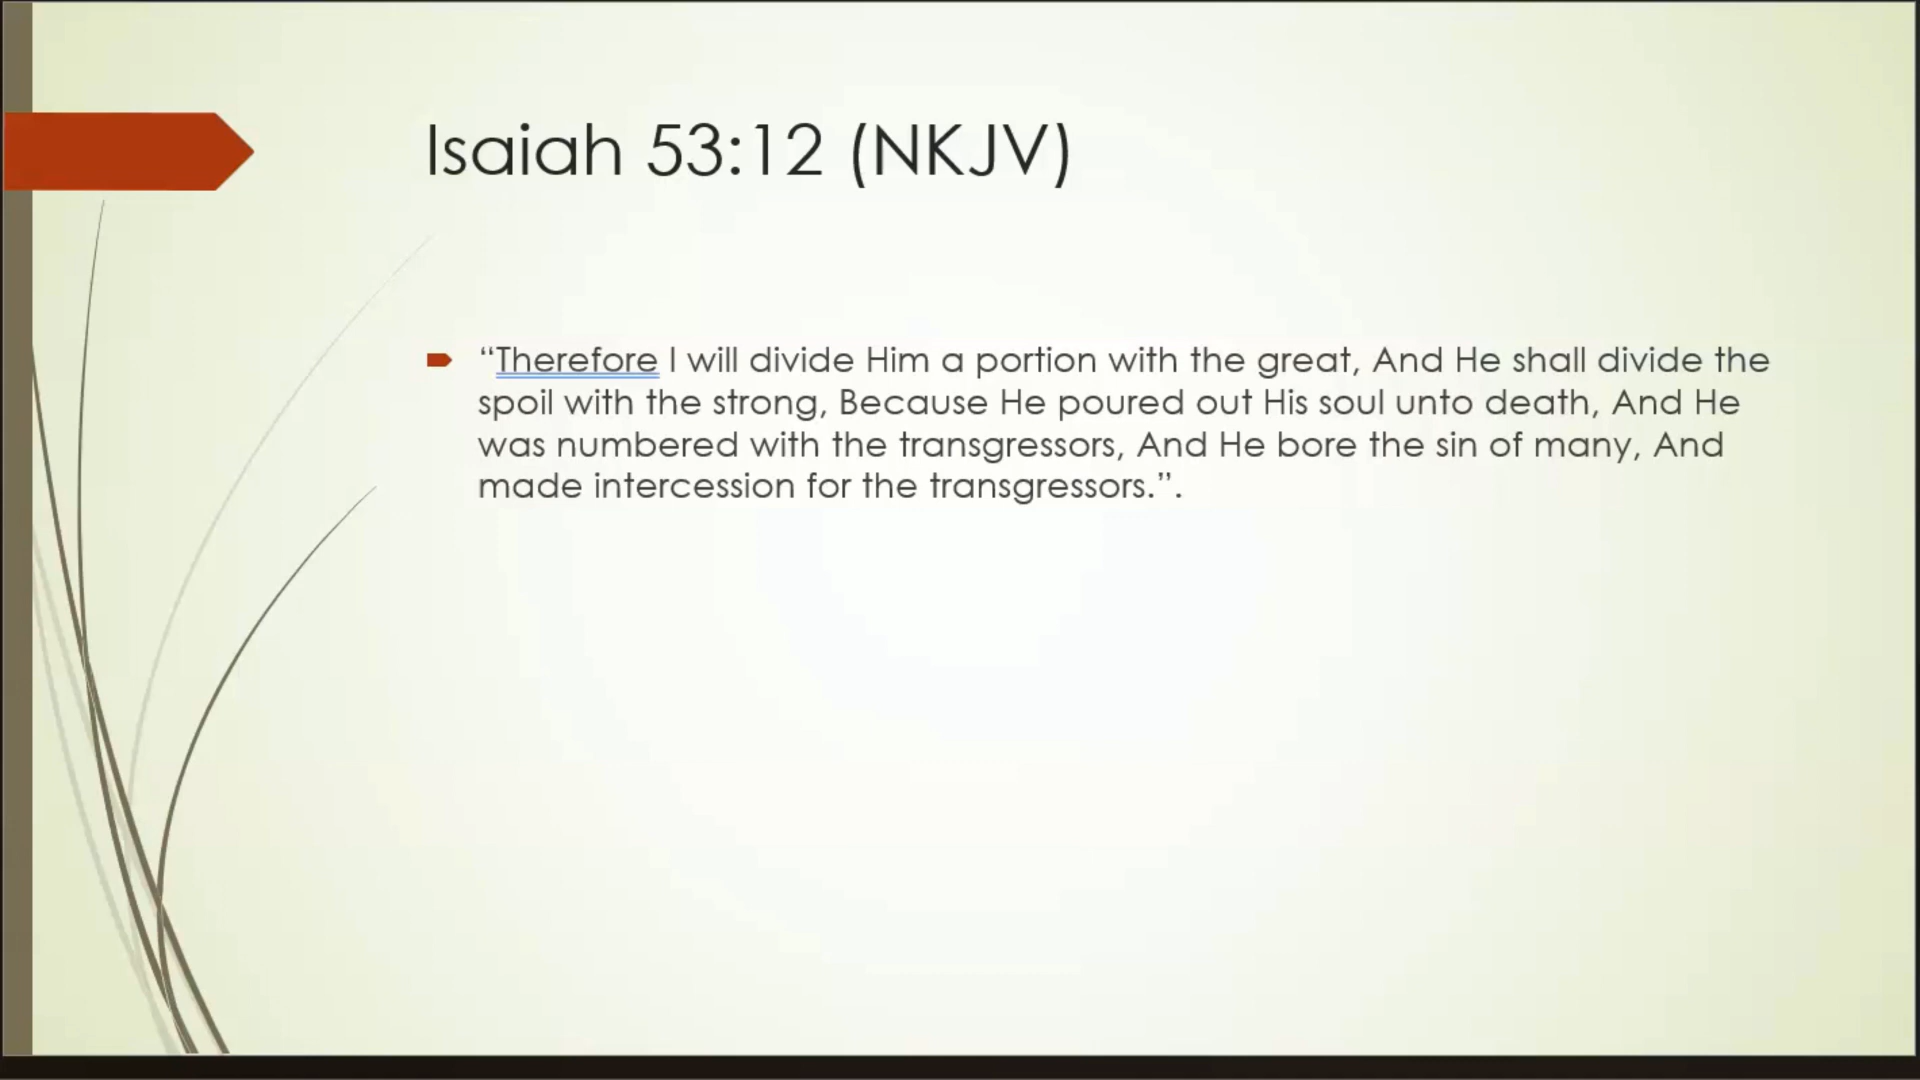 Isaiah 53:12 (NKJV)
“Therefore I will divide Him a portion with the great, And He shall divide the
spoil with the strong, Because He poured out His soul unto death, And He
was numbered with the transgressors, And He bore the sin of many, And
made intercession for the transgressors.”.